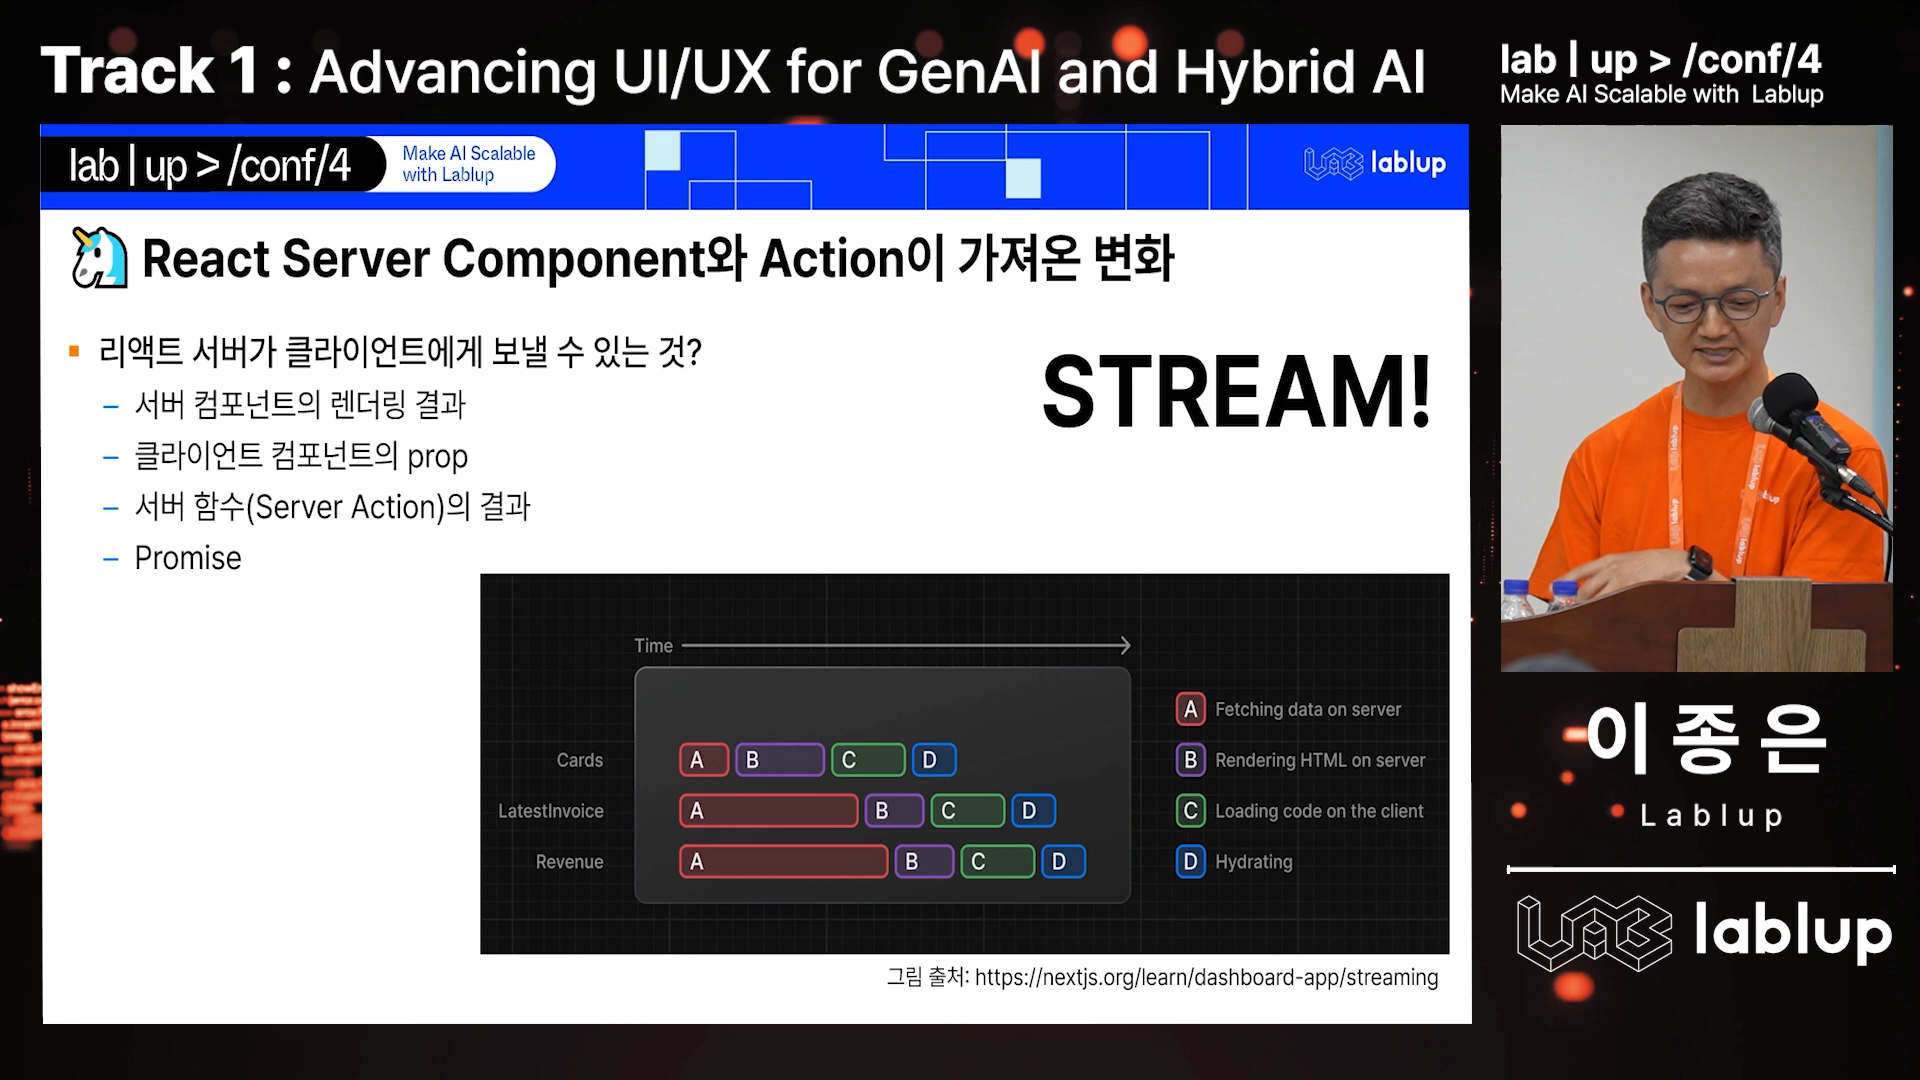 Track 1 : Advancing UI/UX for GenAI and Hybrid AI
lab | up > /conf/4
Make AI Scalable with Lablup
lab | up > /conf/4
Make AI Scalable
with Lablup
lablup
React Server Component와 Action이 가져온 변화
리액트 서버가 클라이언트에게 보낼 수 있는 것?
– 서버 컴포넌트의 렌더링 결과
– 클라이언트 컴포넌트의 prop
– 서버 함수(Server Action)의 결과
– Promise
STREAM!
Time
Cards A B C D
LatestInvoice A B C D
Revenue A B C D
A Fetching data on server
B Rendering HTML on server
C Loading code on the client
D Hydrating
그림 출처: https://nextjs.org/learn/dashboard-app/streaming
이종은
Lablup
lablup